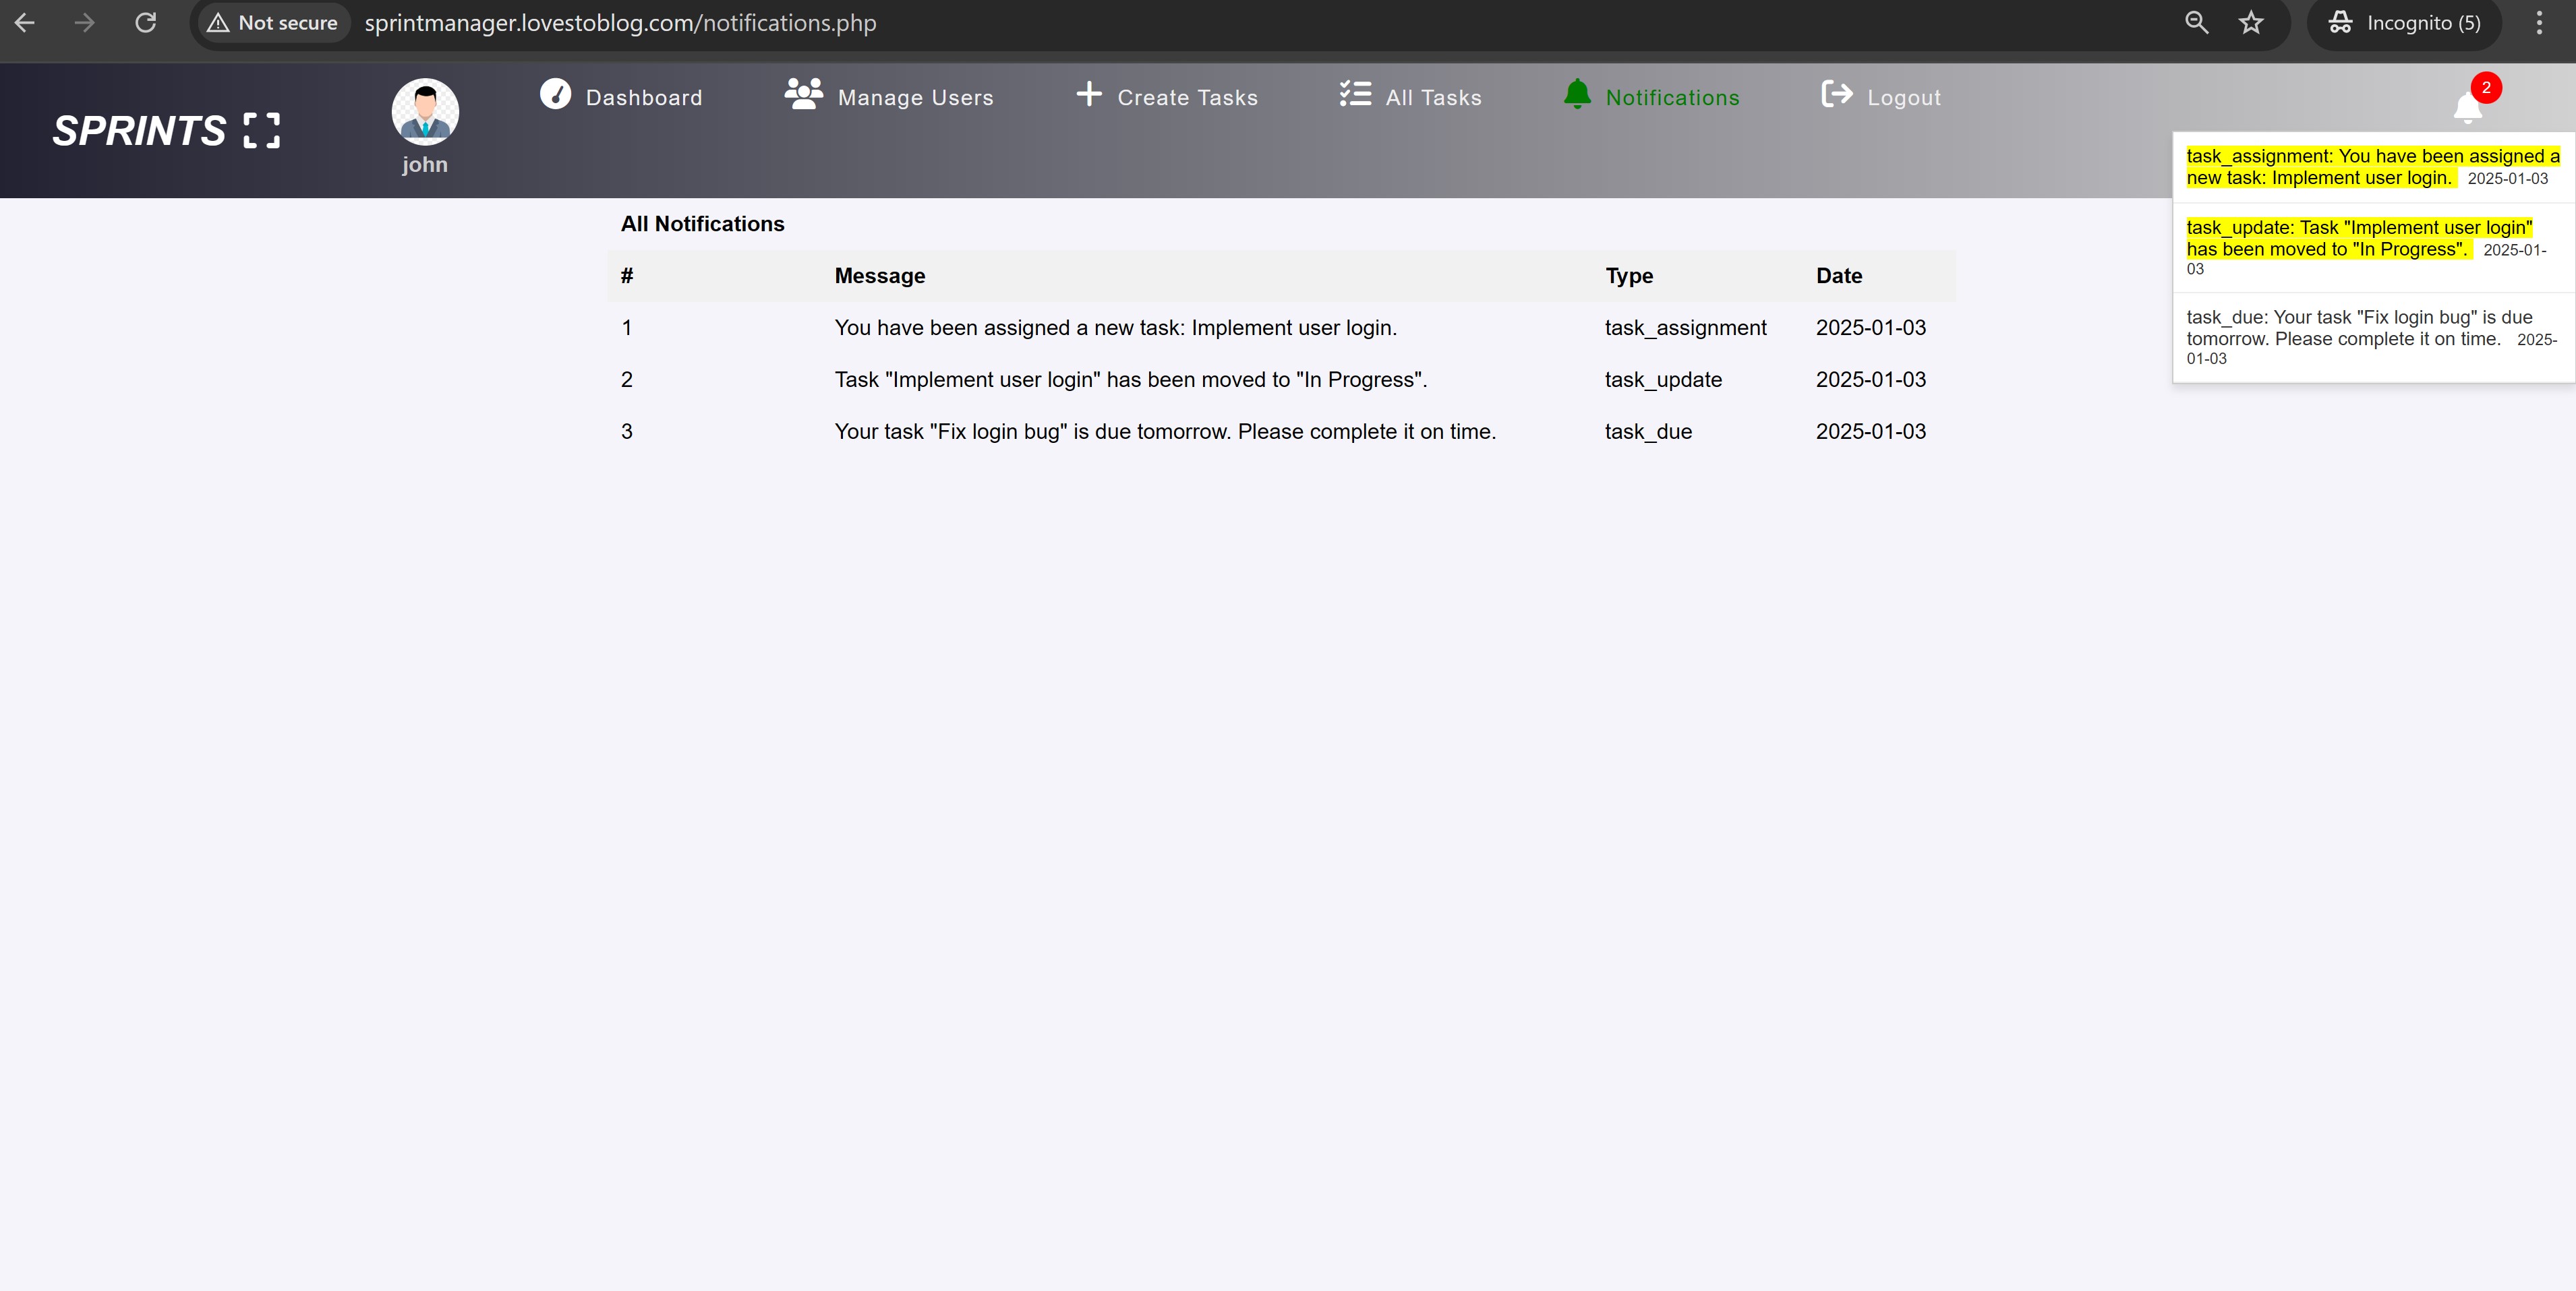 Not secure sprintmanager.lovestoblog.com/notifications.php Incognito (5)
SPRINTS
john
Dashboard Manage Users Create Tasks All Tasks Notifications Logout
2
task_assignment: You have been assigned a
new task: Implement user login. 2025-01-03
task_update: Task "Implement user login"
has been moved to "In Progress". 2025-01-
03
task_due: Your task "Fix login bug" is due
tomorrow. Please complete it on time. 2025-
01-03
All Notifications
# Message Type Date
1 You have been assigned a new task: Implement user login. task_assignment 2025-01-03
2 Task "Implement user login" has been moved to "In Progress". task_update 2025-01-03
3 Your task "Fix login bug" is due tomorrow. Please complete it on time. task_due 2025-01-03